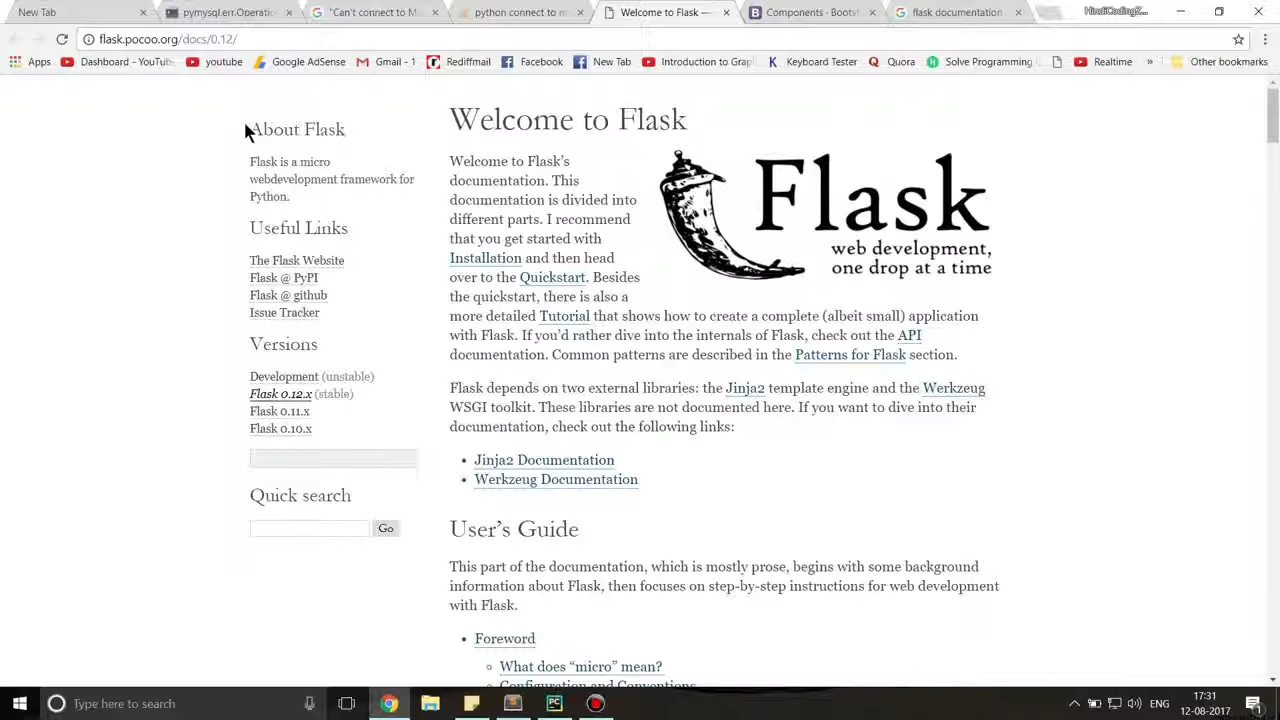 New Tab
pymysql err.Operation
"Can't connect to M
python connect to m
Welcome to Flask —
Components · Boots
flask documentation
HindiCodingZ...
flask.pocoo.org/docs/0.12/
Apps
Dashboard - YouTu
youtube
Google AdSense
Gmail - 1
Rediffmail
Facebook
New Tab
Introduction to Grap
Keyboard Tester
Quora
Solve Programming
Realtime
»
Other bookmarks
About Flask
Flask is a micro
webdevelopment framework for
Python.
Useful Links
The Flask Website
Flask @ PyPI
Flask @ github
Issue Tracker
Versions
Development (unstable)
Flask 0.12.x (stable)
Flask 0.11.x
Flask 0.10.x
Quick search
Go
Welcome to Flask
Welcome to Flask's
documentation. This
documentation is divided into
different parts. I recommend
that you get started with
Installation and then head
over to the Quickstart. Besides
the quickstart, there is also a
more detailed Tutorial that shows how to create a complete (albeit small) application
with Flask. If you'd rather dive into the internals of Flask, check out the API
documentation. Common patterns are described in the Patterns for Flask section.
Flask
web development,
one drop at a time
Flask depends on two external libraries: the Jinja2 template engine and the Werkzeug
WSGI toolkit. These libraries are not documented here. If you want to dive into their
documentation, check out the following links:
• Jinja2 Documentation
• Werkzeug Documentation
User's Guide
This part of the documentation, which is mostly prose, begins with some background
information about Flask, then focuses on step-by-step instructions for web development
with Flask.
• Foreword
What does “micro” mean?
Configuration and Conventions
Type here to search
17:31
12-08-2017